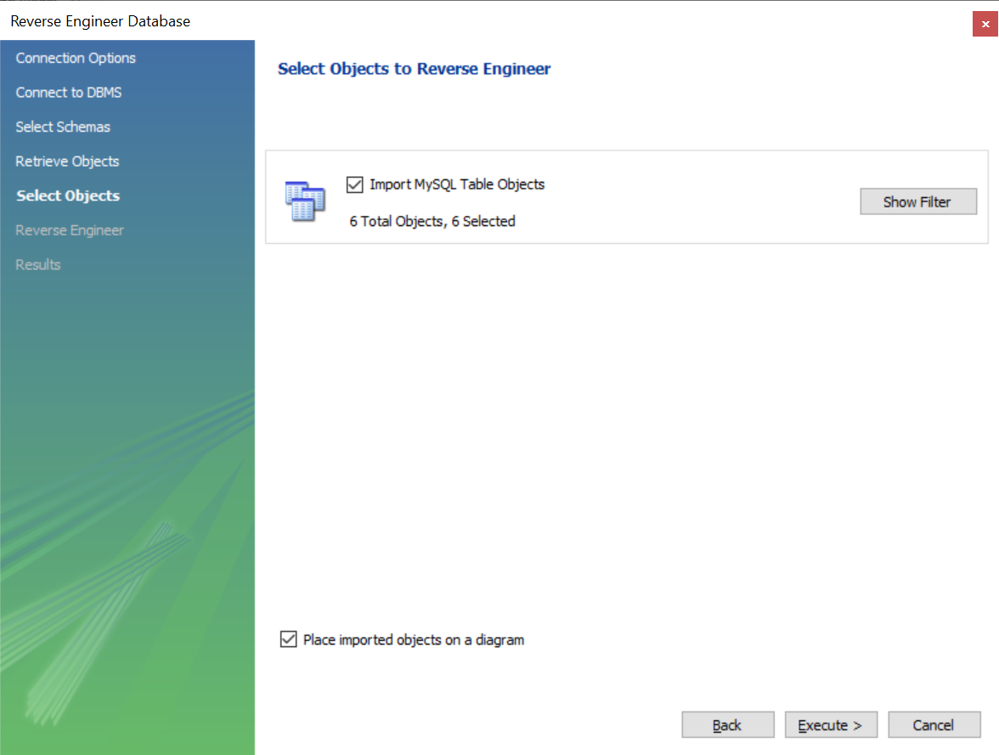 Reverse Engineer Database
Connection Options
Connect to DBMS
Select Schemas
Retrieve Objects
Select Objects
Reverse Engineer
Results
Select Objects to Reverse Engineer
Import MySQL Table Objects
6 Total Objects, 6 Selected
Show Filter
Place imported objects on a diagram
Back
Execute >
Cancel